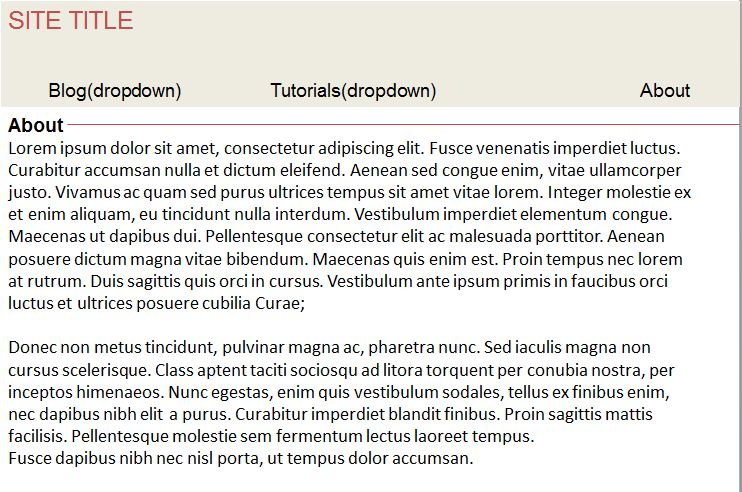 SITE TITLE
Blog(dropdown) Tutorials(dropdown) About
About
Lorem ipsum dolor sit amet, consectetur adipiscing elit. Fusce venenatis imperdiet luctus.
Curabitur accumsan nulla et dictum eleifend. Aenean sed congue enim, vitae ullamcorper
justo. Vivamus ac quam sed purus ultrices tempus sit amet vitae lorem. Integer molestie ex
et enim aliquam, eu tincidunt nulla interdum. Vestibulum imperdiet elementum congue.
Maecenas ut dapibus dui. Pellentesque consectetur elit ac malesuada porttitor. Aenean
posuere dictum magna vitae bibendum. Maecenas quis enim est. Proin tempus nec lorem
at rutrum. Duis sagittis quis orci in cursus. Vestibulum ante ipsum primis in faucibus orci
luctus et ultrices posuere cubilia Curae;
Donec non metus tincidunt, pulvinar magna ac, pharetra nunc. Sed iaculis magna non
cursus scelerisque. Class aptent taciti sociosqu ad litora torquent per conubia nostra, per
inceptos himenaeos. Nunc egestas, enim quis vestibulum sodales, tellus ex finibus enim,
nec dapibus nibh elit a purus. Curabitur imperdiet blandit finibus. Proin sagittis mattis
facilisis. Pellentesque molestie sem fermentum lectus laoreet tempus.
Fusce dapibus nibh nec nisl porta, ut tempus dolor accumsan.